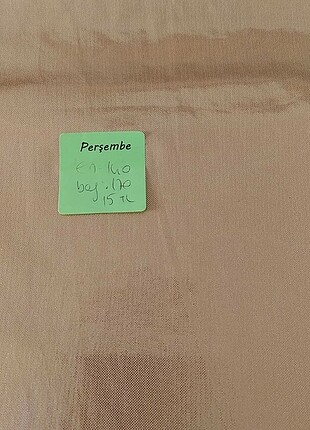 Perşembe
en. 140
boy. 170
15 TL